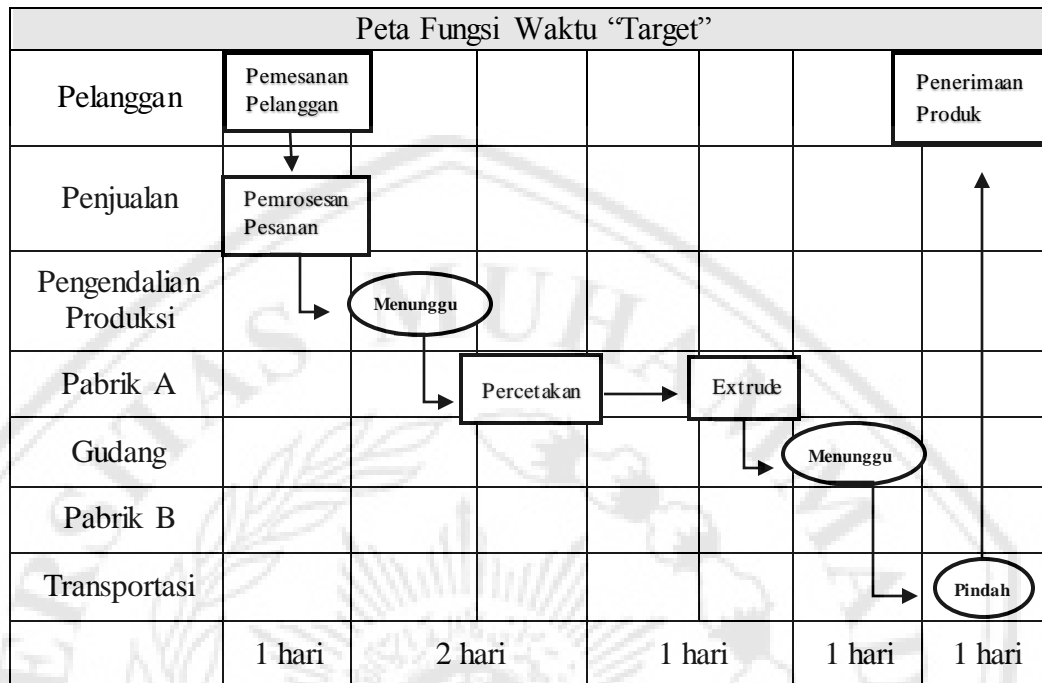 Peta Fungsi Waktu “Target”
Pelanggan
Pemesanan
Pelanggan
Penerimaan
Produk
Penjualan
Pemrosesan
Pesanan
Pengendalian
Produksi
Menunggu
Pabrik A
Percetakan
Extrude
Gudang
Menunggu
Pabrik B
Transportasi
Pindah
1 hari
2 hari
1 hari
1 hari
1 hari